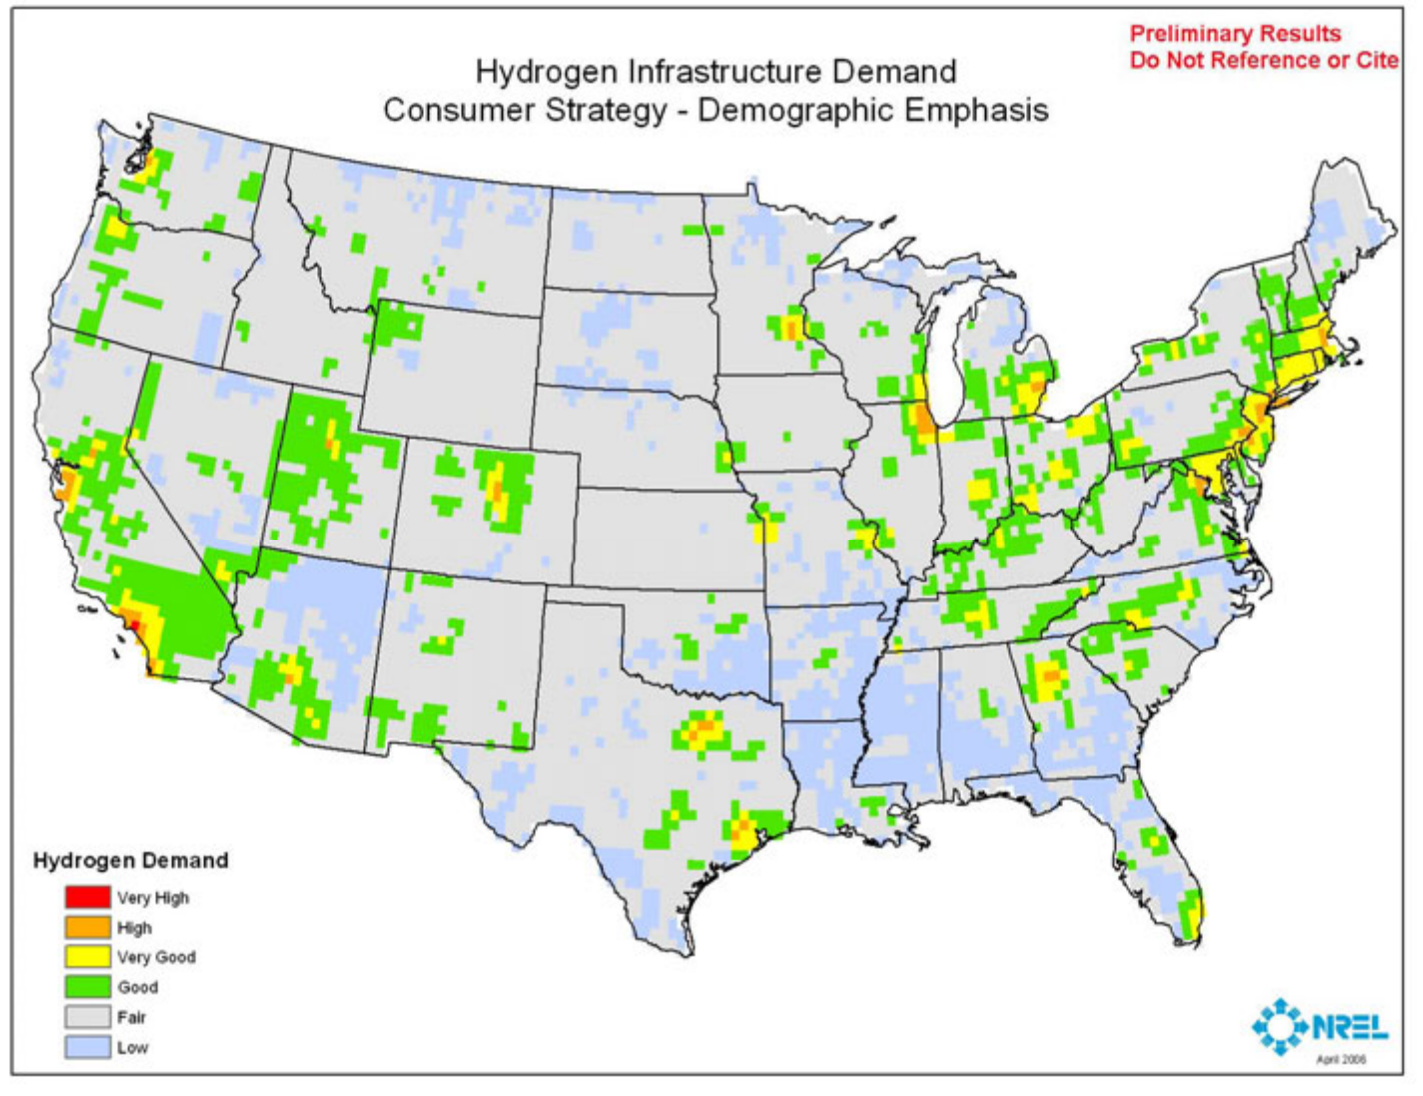 Preliminary Results
Do Not Reference or Cite
Hydrogen Infrastructure Demand
Consumer Strategy - Demographic Emphasis
Hydrogen Demand
Very High
High
Very Good
Good
Fair
Low
NREL
April 2006